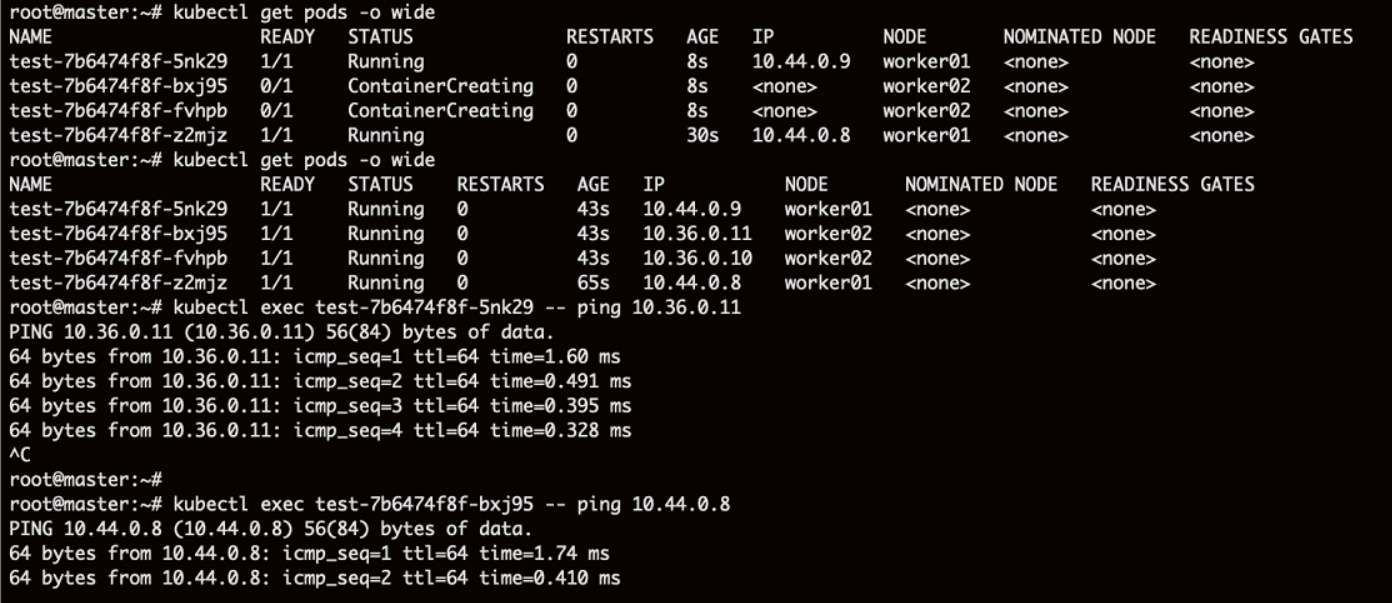 root@master:~# kubectl get pods -o wide
NAME                    READY   STATUS              RESTARTS   AGE   IP          NODE       NOMINATED NODE   READINESS GATES
test-7b6474f8f-5nk29   1/1     Running             0          8s    10.44.0.9   worker01   <none>           <none>
test-7b6474f8f-bxj95   0/1     ContainerCreating   0          8s    <none>      worker02   <none>           <none>
test-7b6474f8f-fvhpb   0/1     ContainerCreating   0          8s    <none>      worker02   <none>           <none>
test-7b6474f8f-z2mjz   1/1     Running             0          30s   10.44.0.8   worker01   <none>           <none>
root@master:~# kubectl get pods -o wide
NAME                    READY   STATUS    RESTARTS   AGE   IP           NODE       NOMINATED NODE   READINESS GATES
test-7b6474f8f-5nk29   1/1     Running   0          43s   10.44.0.9    worker01   <none>           <none>
test-7b6474f8f-bxj95   1/1     Running   0          43s   10.36.0.11   worker02   <none>           <none>
test-7b6474f8f-fvhpb   1/1     Running   0          43s   10.36.0.10   worker02   <none>           <none>
test-7b6474f8f-z2mjz   1/1     Running   0          65s   10.44.0.8    worker01   <none>           <none>
root@master:~# kubectl exec test-7b6474f8f-5nk29 -- ping 10.36.0.11
PING 10.36.0.11 (10.36.0.11) 56(84) bytes of data.
64 bytes from 10.36.0.11: icmp_seq=1 ttl=64 time=1.60 ms
64 bytes from 10.36.0.11: icmp_seq=2 ttl=64 time=0.491 ms
64 bytes from 10.36.0.11: icmp_seq=3 ttl=64 time=0.395 ms
64 bytes from 10.36.0.11: icmp_seq=4 ttl=64 time=0.328 ms
^C
root@master:~#
root@master:~# kubectl exec test-7b6474f8f-bxj95 -- ping 10.44.0.8
PING 10.44.0.8 (10.44.0.8) 56(84) bytes of data.
64 bytes from 10.44.0.8: icmp_seq=1 ttl=64 time=1.74 ms
64 bytes from 10.44.0.8: icmp_seq=2 ttl=64 time=0.410 ms